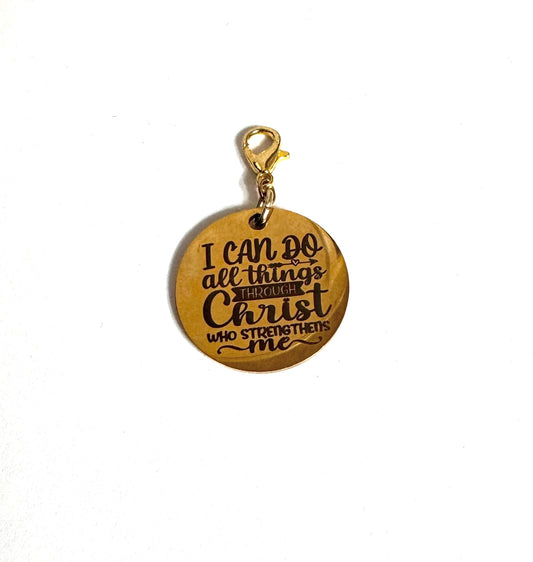 I CAN DO
all things
THROUGH
Christ
WHO STRENGTHENS
me